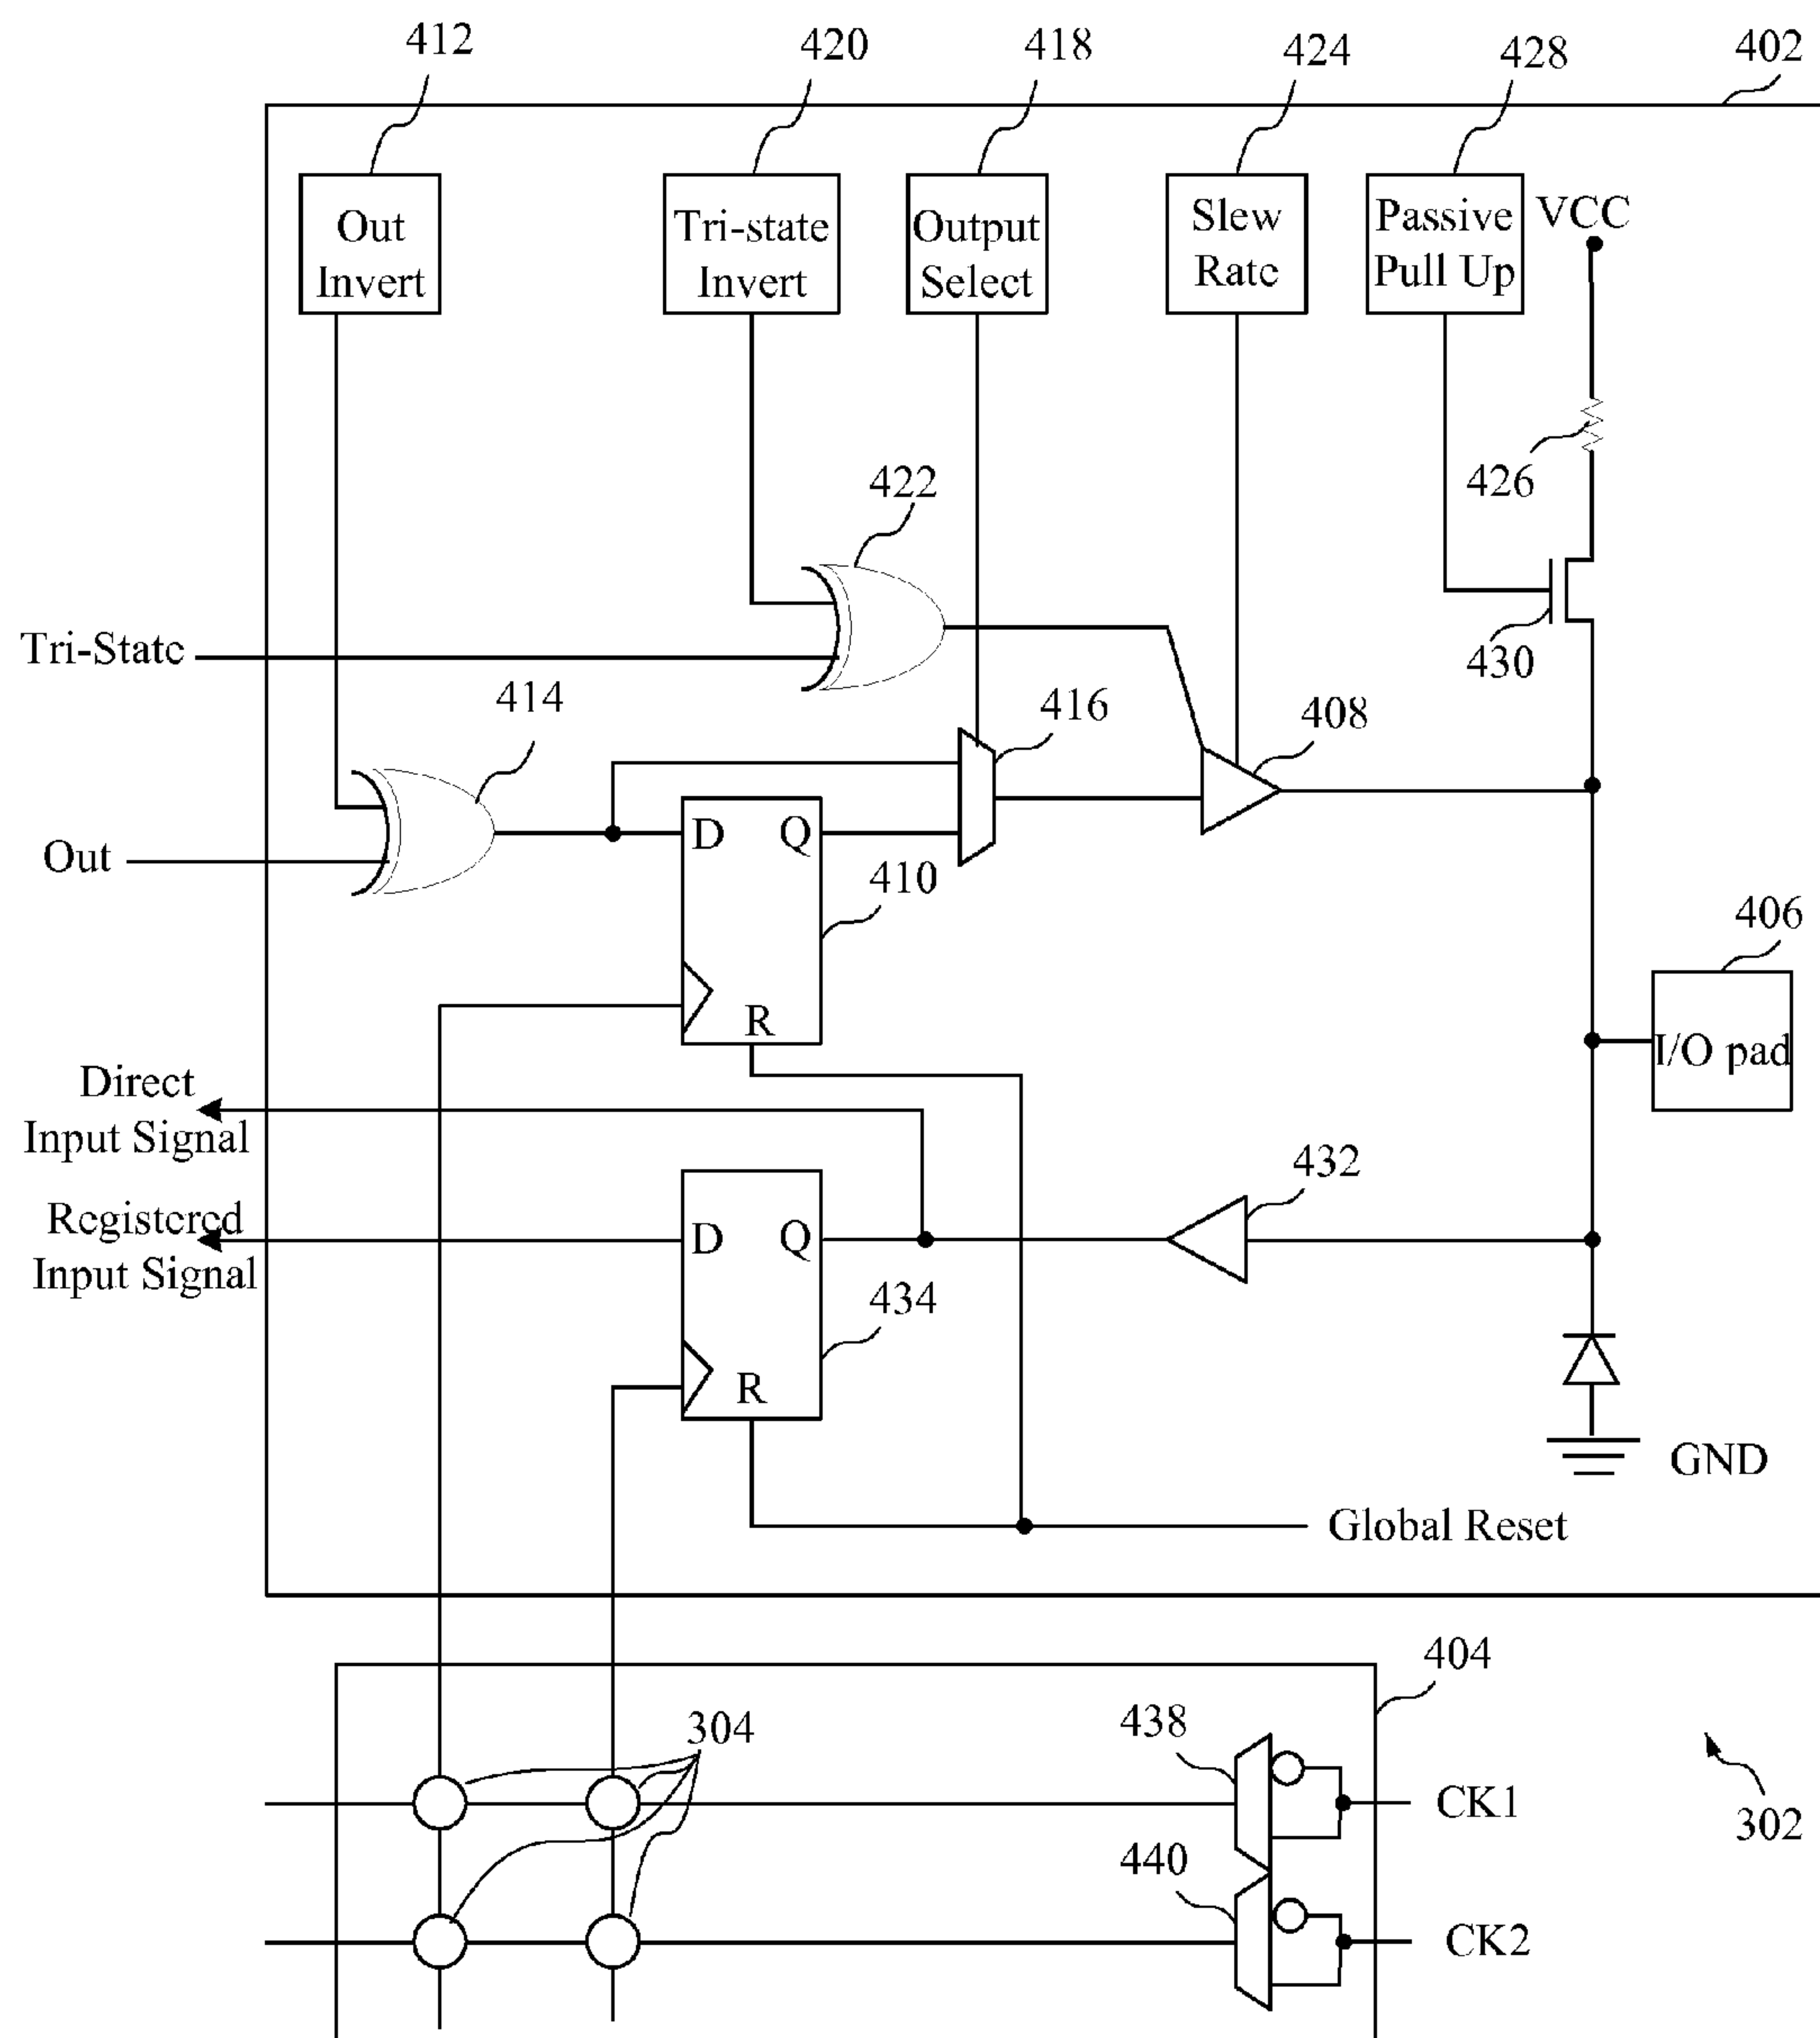 412
420
418
424
428
402
Out
Invert
Tri-state
Invert
Output
Select
Slew
Rate
Passive
Pull Up
VCC
426
422
430
Tri-State
414
416
408
Out
D
Q
410
R
406
I/O pad
Direct
Input Signal
432
Registered
Input Signal
D
Q
434
R
GND
Global Reset
404
304
438
CK1
302
440
CK2